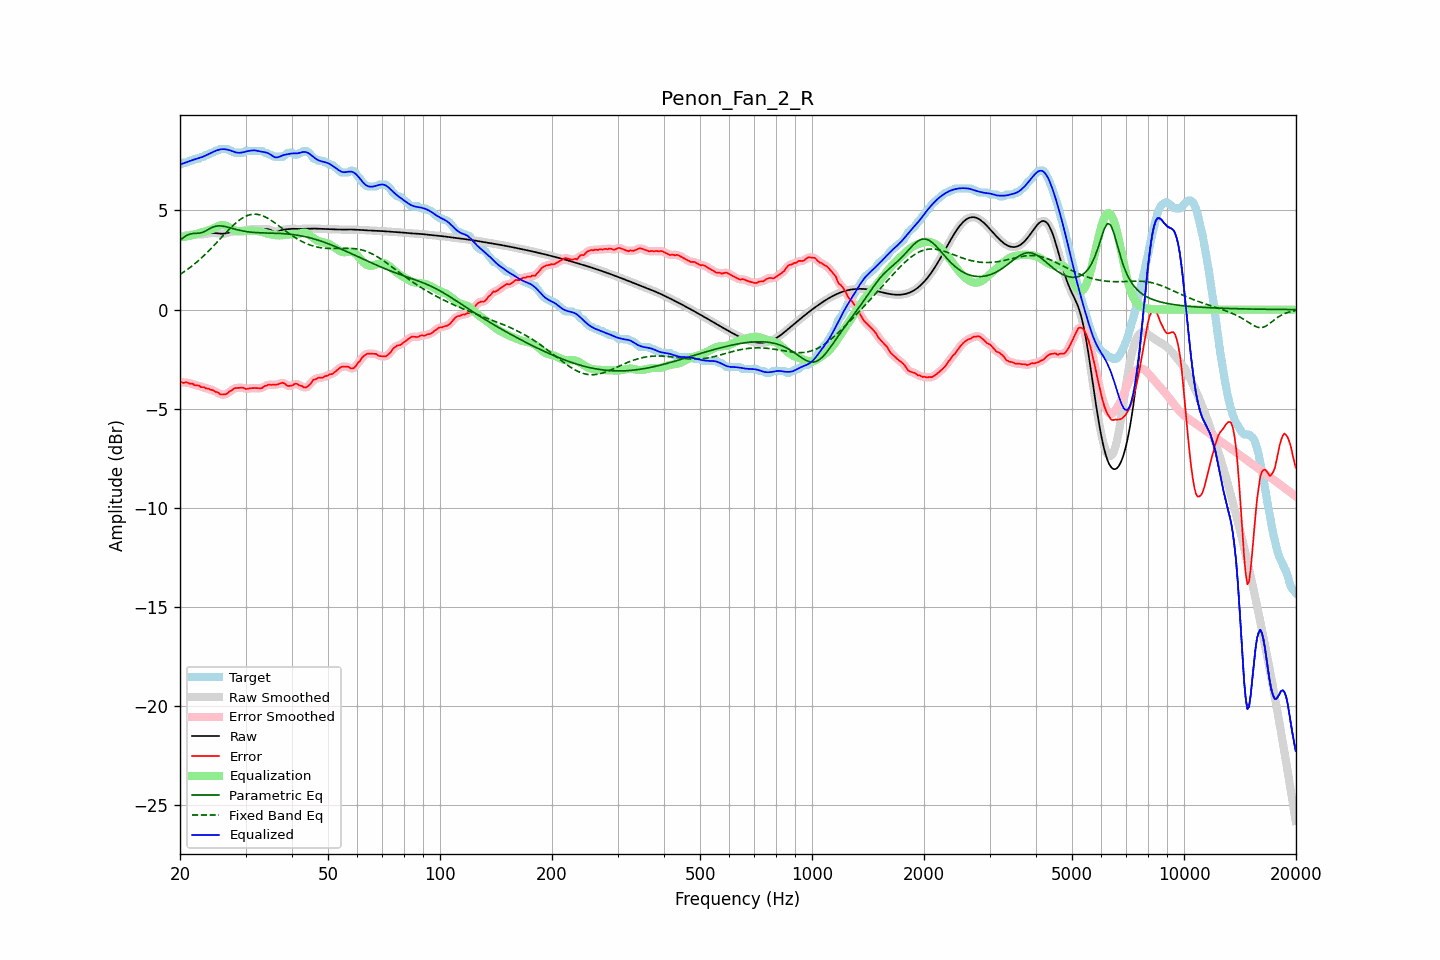 Penon_Fan_2_R
Amplitude (dBr)
5
0
−5
−10
−15
−20
−25
Target
Raw Smoothed
Error Smoothed
Raw
Error
Equalization
Parametric Eq
Fixed Band Eq
Equalized
20 50 100 200 500 1000 2000 5000 10000 20000
Frequency (Hz)